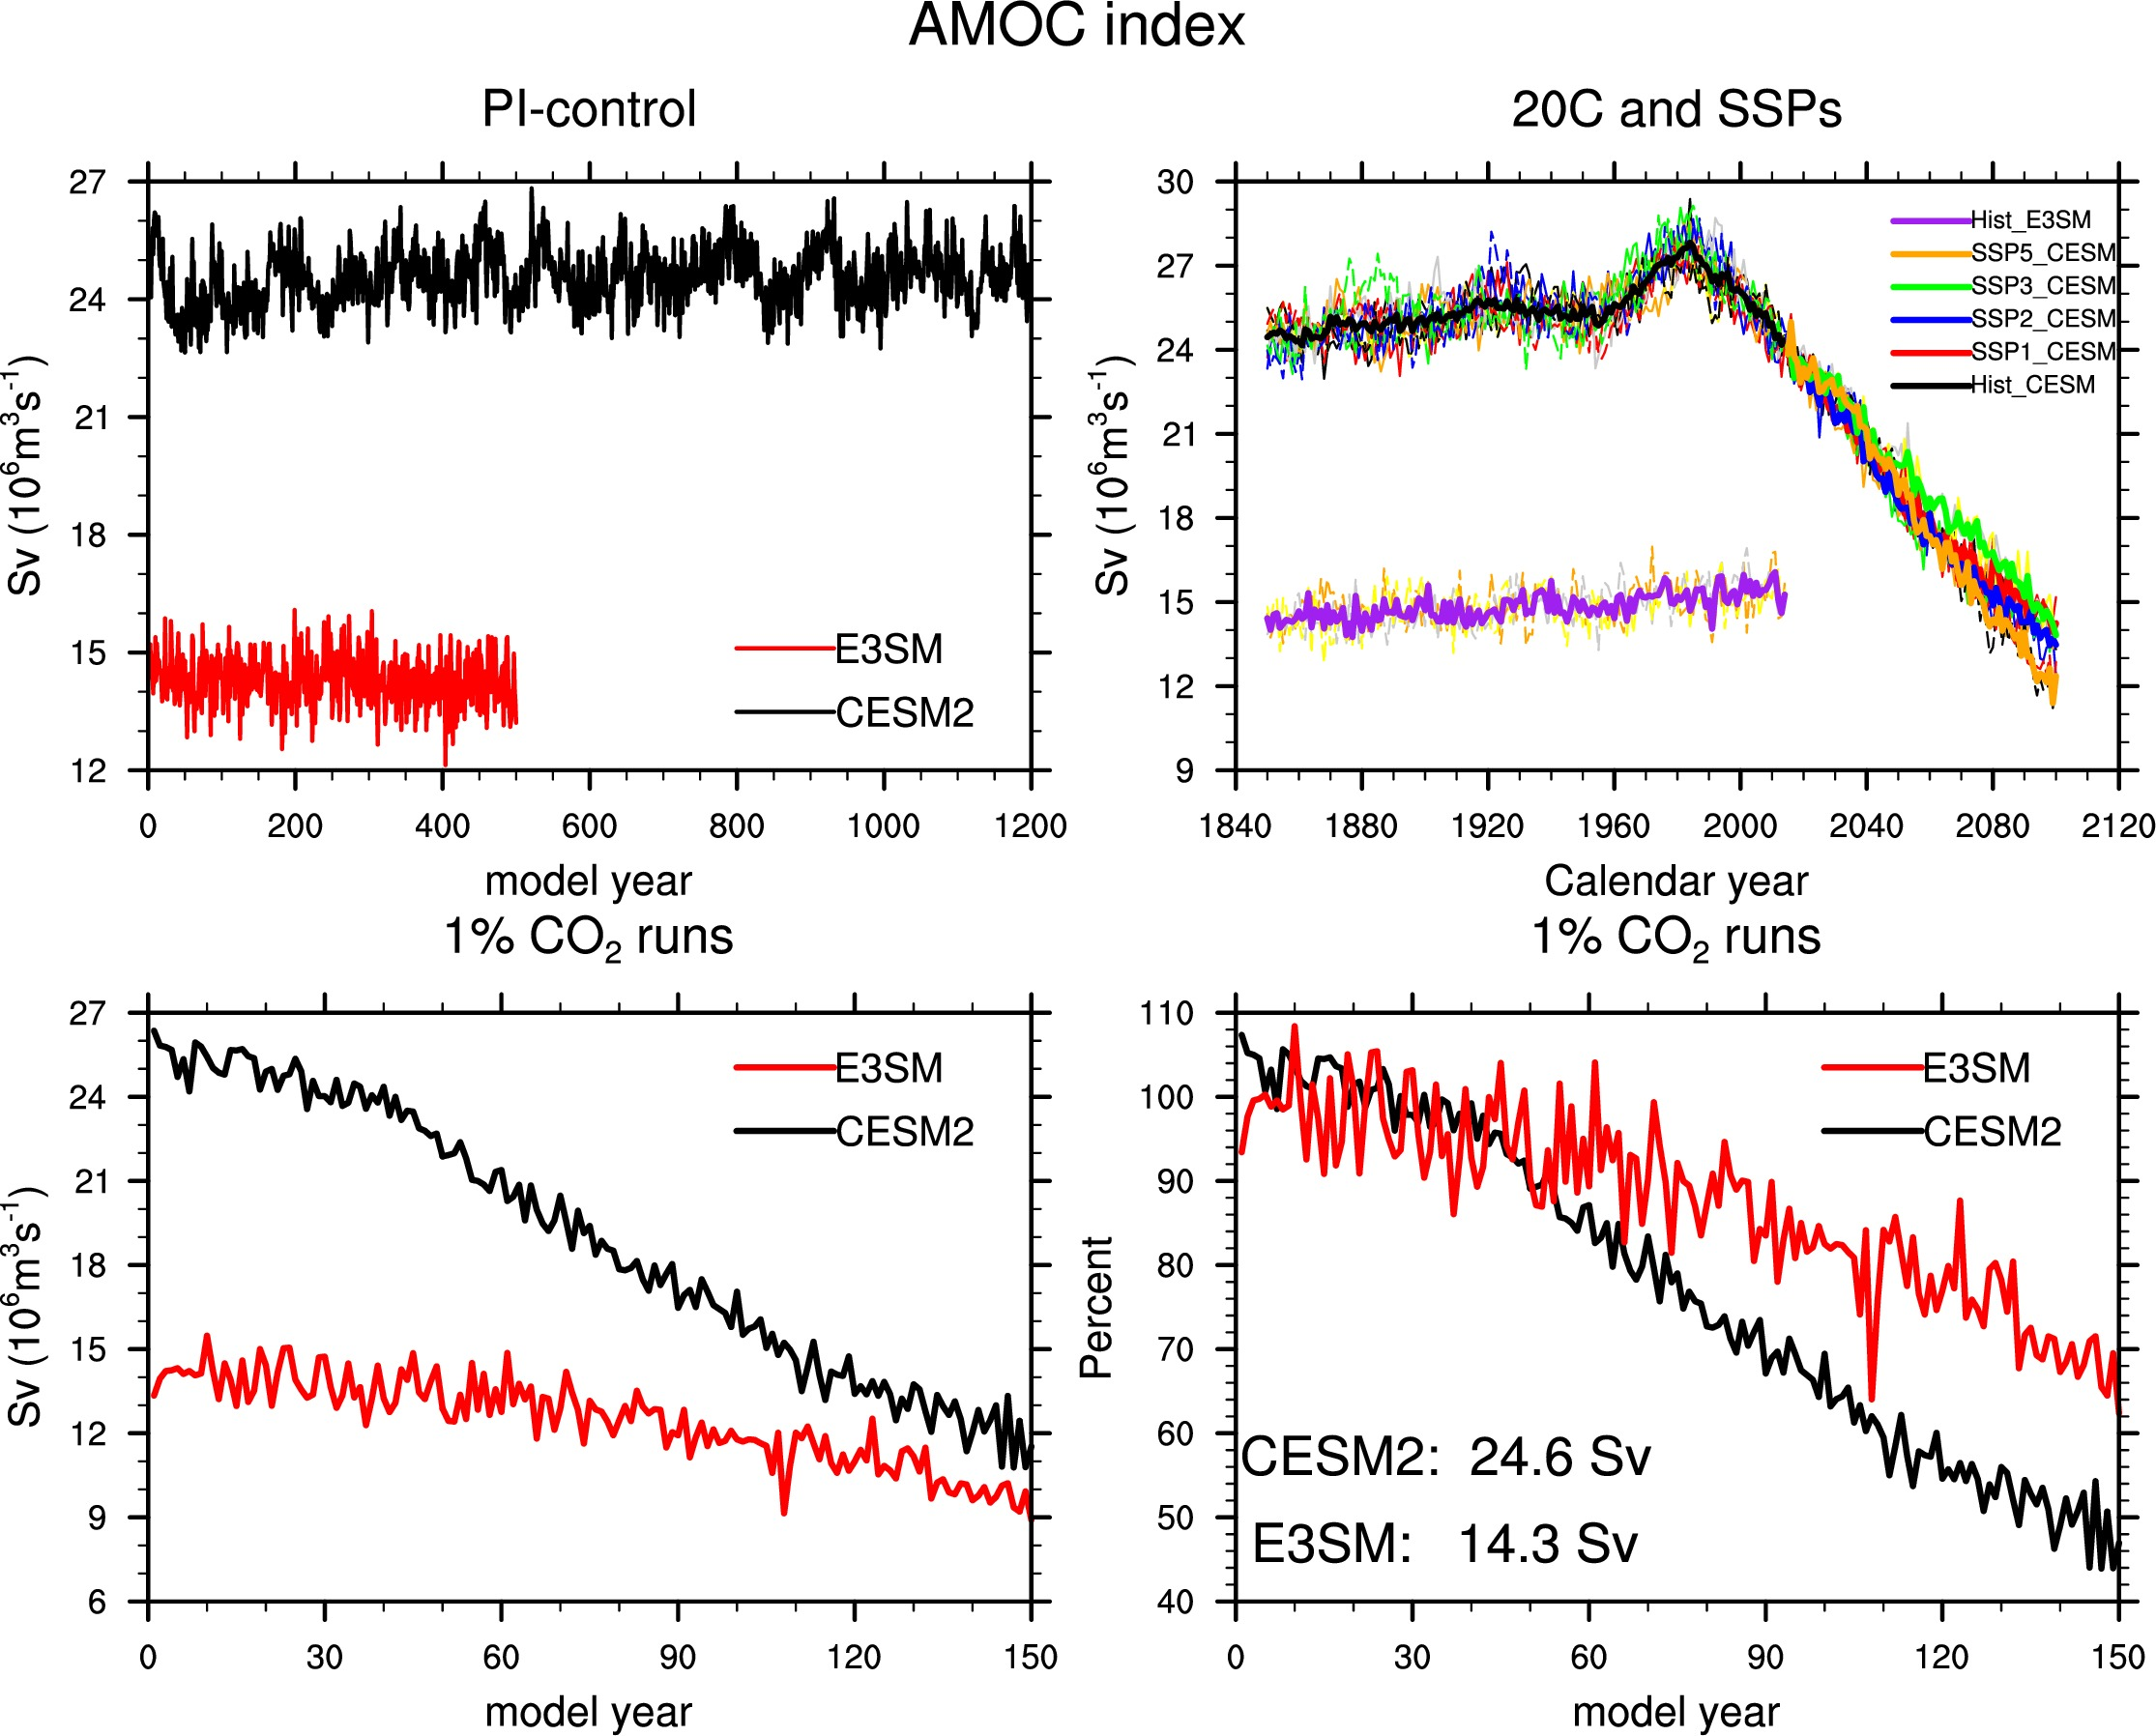 AMOC index
PI-control
27
24
21
18
15
12
Sv (10⁶m³s⁻¹)
E3SM
CESM2
0 200 400 600 800 1000 1200
model year
20C and SSPs
30
27
24
21
18
15
12
9
Sv (10⁶m³s⁻¹)
Hist_E3SM
SSP5_CESM
SSP3_CESM
SSP2_CESM
SSP1_CESM
Hist_CESM
1840 1880 1920 1960 2000 2040 2080 2120
Calendar year
1% CO₂ runs
27
24
21
18
15
12
9
6
Sv (10⁶m³s⁻¹)
E3SM
CESM2
0 30 60 90 120 150
model year
1% CO₂ runs
110
100
90
80
70
60
50
40
Percent
E3SM
CESM2
CESM2: 24.6 Sv
E3SM: 14.3 Sv
0 30 60 90 120 150
model year